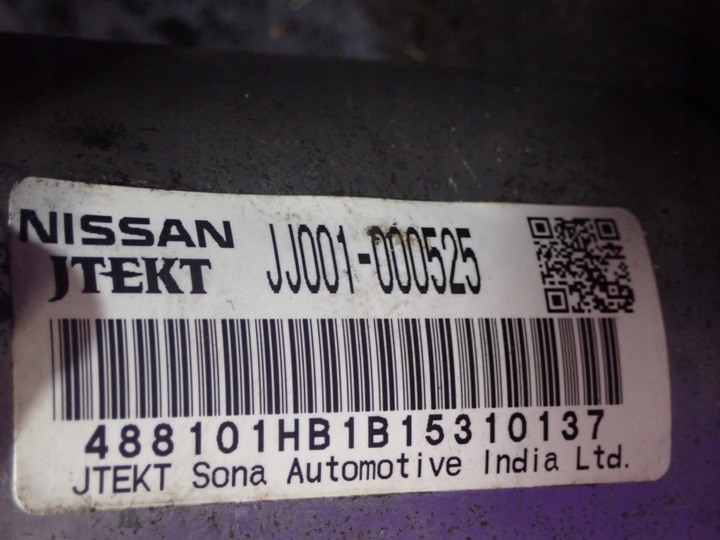 NISSAN
JTEKT JJ001-000525
488101HB1B15310137
JTEKT Sona Automotive India Ltd.